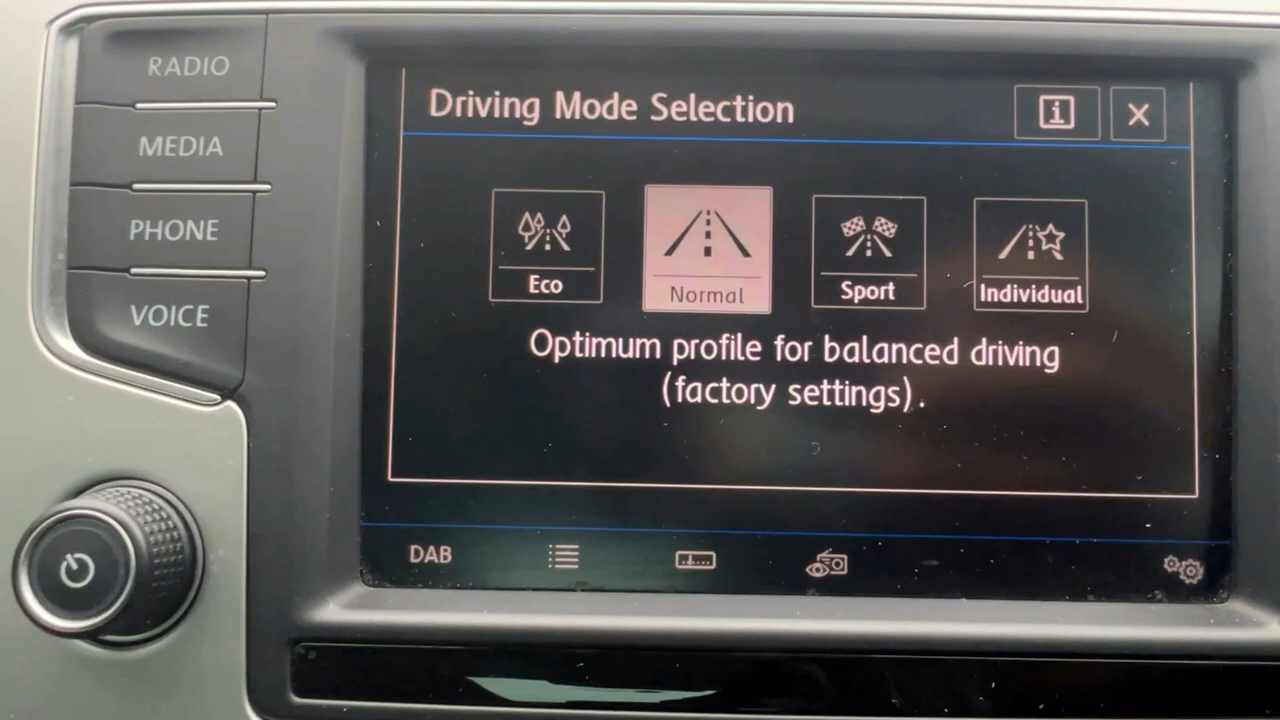 RADIO
MEDIA
PHONE
VOICE
Driving Mode Selection
Eco
Normal
Sport
Individual
Optimum profile for balanced driving
(factory settings).
DAB